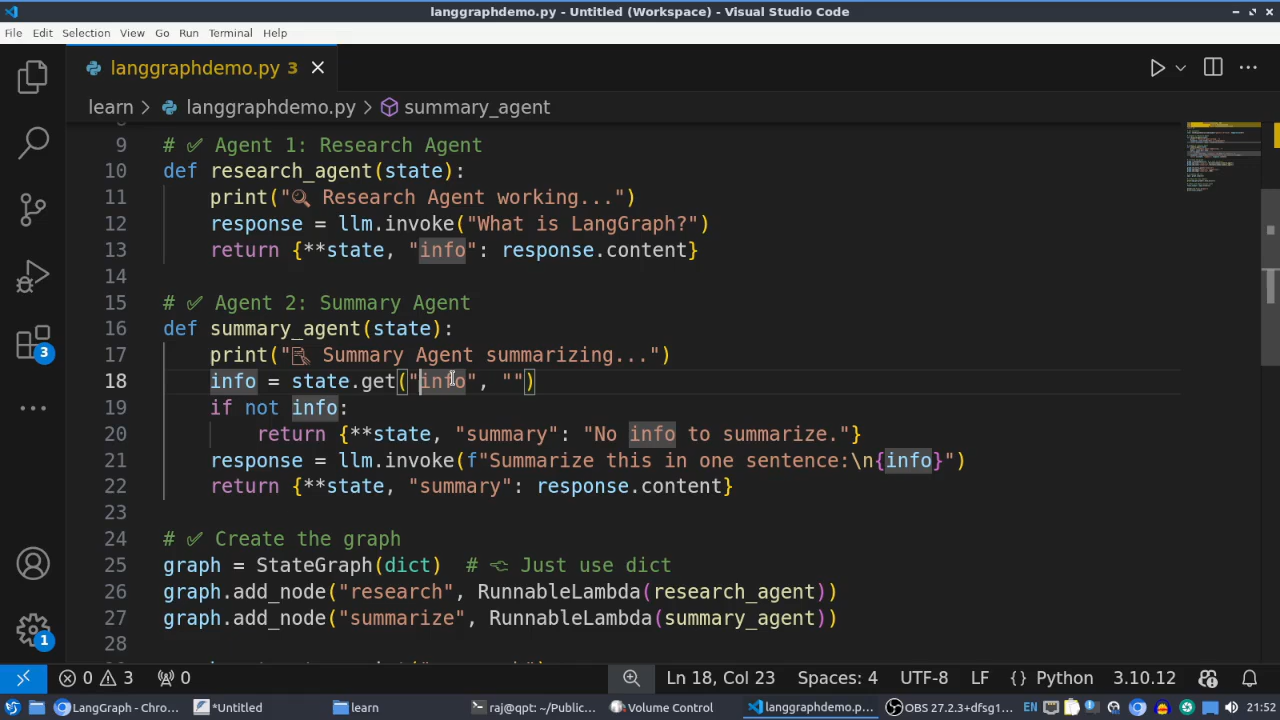 langgraphdemo.py - Untitled (Workspace) - Visual Studio Code
File Edit Selection View Go Run Terminal Help
langgraphdemo.py 3
learn > langgraphdemo.py > summary_agent
9 # ✅ Agent 1: Research Agent
10 def research_agent(state):
11 print("🔍 Research Agent working...")
12 response = llm.invoke("What is LangGraph?")
13 return {**state, "info": response.content}
14
15 # ✅ Agent 2: Summary Agent
16 def summary_agent(state):
17 print("📝 Summary Agent summarizing...")
18 info = state.get("info", "")
19 if not info:
20 return {**state, "summary": "No info to summarize."}
21 response = llm.invoke(f"Summarize this in one sentence:\n{info}")
22 return {**state, "summary": response.content}
23
24 # ✅ Create the graph
25 graph = StateGraph(dict) # 👈 Just use dict
26 graph.add_node("research", RunnableLambda(research_agent))
27 graph.add_node("summarize", RunnableLambda(summary_agent))
28
3
1
0 3 0 Ln 18, Col 23 Spaces: 4 UTF-8 LF {} Python 3.10.12
LangGraph - Chro... *Untitled learn raj@qpt: ~/Public... Volume Control langgraphdemo.p... OBS 27.2.3+dfsg1... EN 21:52